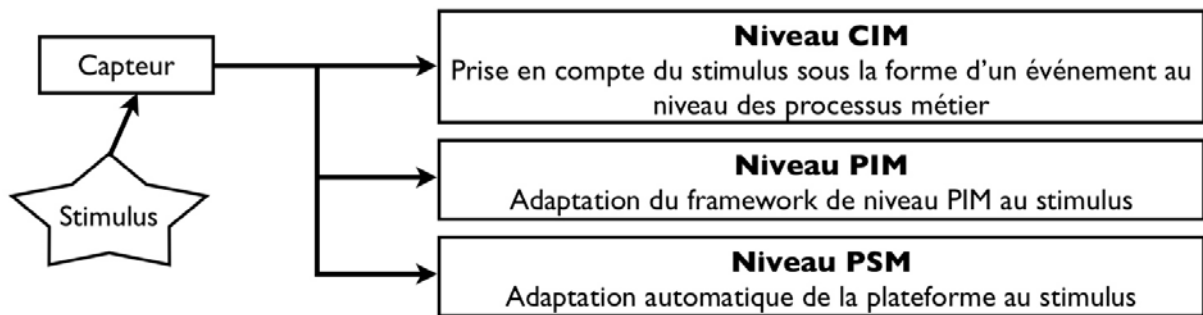 Capteur
Stimulus
Niveau CIM
Prise en compte du stimulus sous la forme d'un événement au
niveau des processus métier
Niveau PIM
Adaptation du framework de niveau PIM au stimulus
Niveau PSM
Adaptation automatique de la plateforme au stimulus